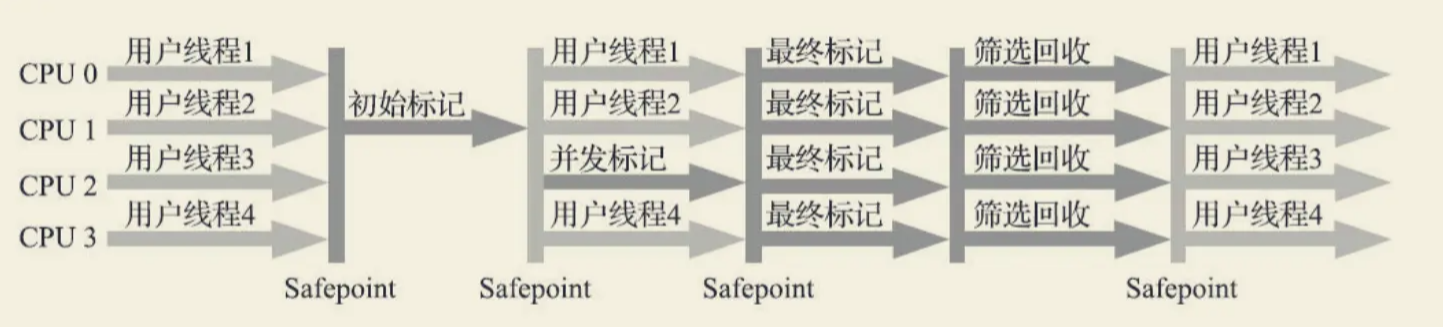 用户线程1 用户线程1 最终标记 筛选回收 用户线程1
CPU 0
用户线程2 初始标记 用户线程2 最终标记 筛选回收 用户线程2
CPU 1
用户线程3 并发标记 最终标记 筛选回收 用户线程3
CPU 2
用户线程4 用户线程4 最终标记 筛选回收 用户线程4
CPU 3
Safepoint Safepoint Safepoint Safepoint